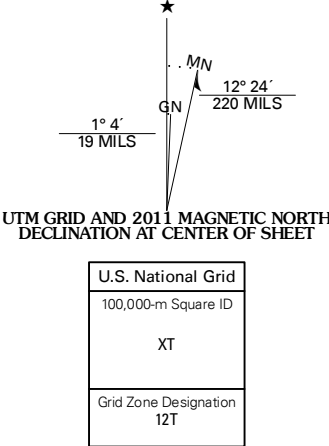 ★
MN
GN
12° 24´
220 MILS
1° 4´
19 MILS
UTM GRID AND 2011 MAGNETIC NORTH
DECLINATION AT CENTER OF SHEET
U.S. National Grid
100,000-m Square ID
XT
Grid Zone Designation
12T